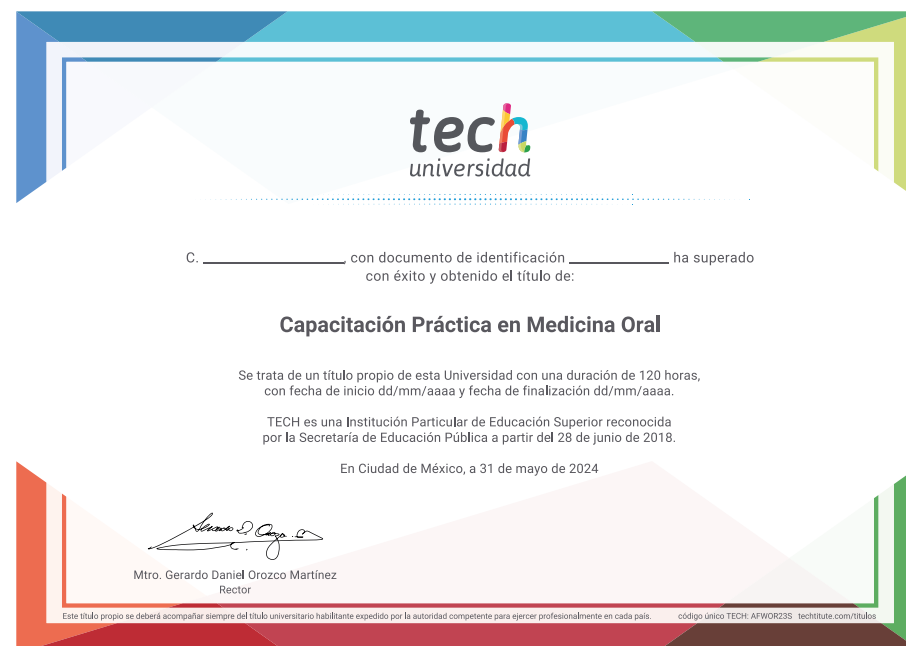 tech
universidad
C. ____________________, con documento de identificación ______________ ha superado
con éxito y obtenido el título de:
Capacitación Práctica en Medicina Oral
Se trata de un título propio de esta Universidad con una duración de 120 horas,
con fecha de inicio dd/mm/aaaa y fecha de finalización dd/mm/aaaa.
TECH es una Institución Particular de Educación Superior reconocida
por la Secretaría de Educación Pública a partir del 28 de junio de 2018.
En Ciudad de México, a 31 de mayo de 2024
Mtro. Gerardo Daniel Orozco Martínez
Rector
Este título propio se deberá acompañar siempre del título universitario habilitante expedido por la autoridad competente para ejercer profesionalmente en cada país. código único TECH: AFWOR23S techtitute.com/titulos